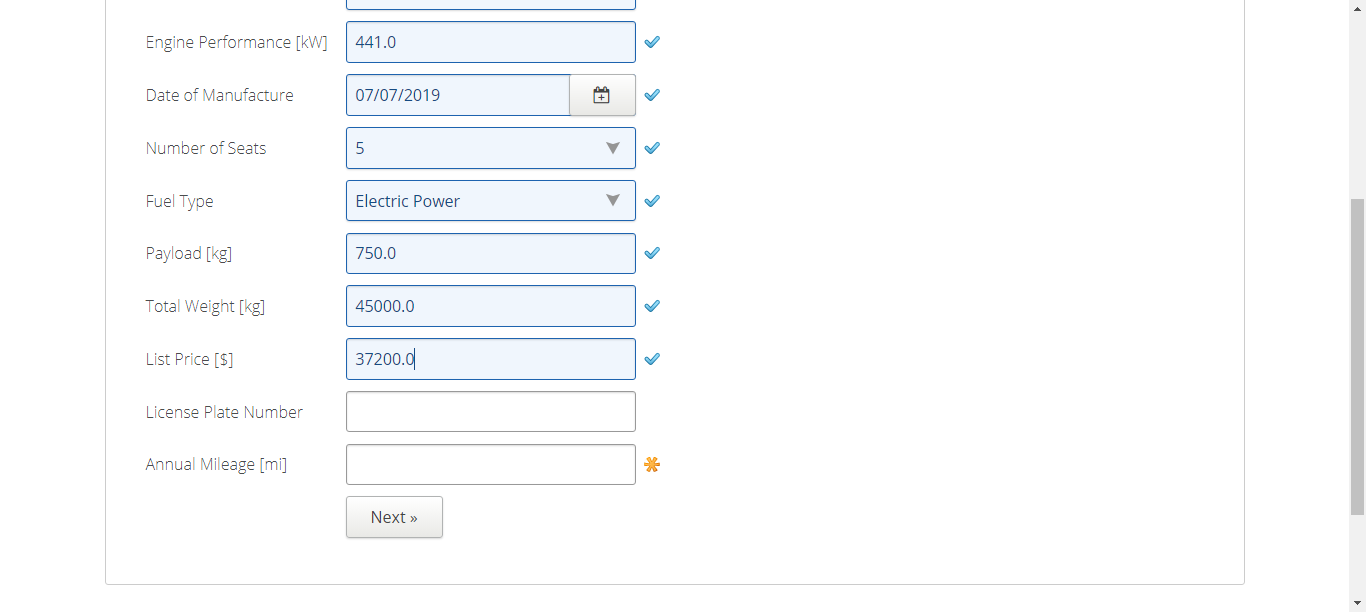 Engine Performance [kW] 441.0
Date of Manufacture 07/07/2019
Number of Seats 5
Fuel Type Electric Power
Payload [kg] 750.0
Total Weight [kg] 45000.0
List Price [$] 37200.0
License Plate Number
Annual Mileage [mi]
Next »